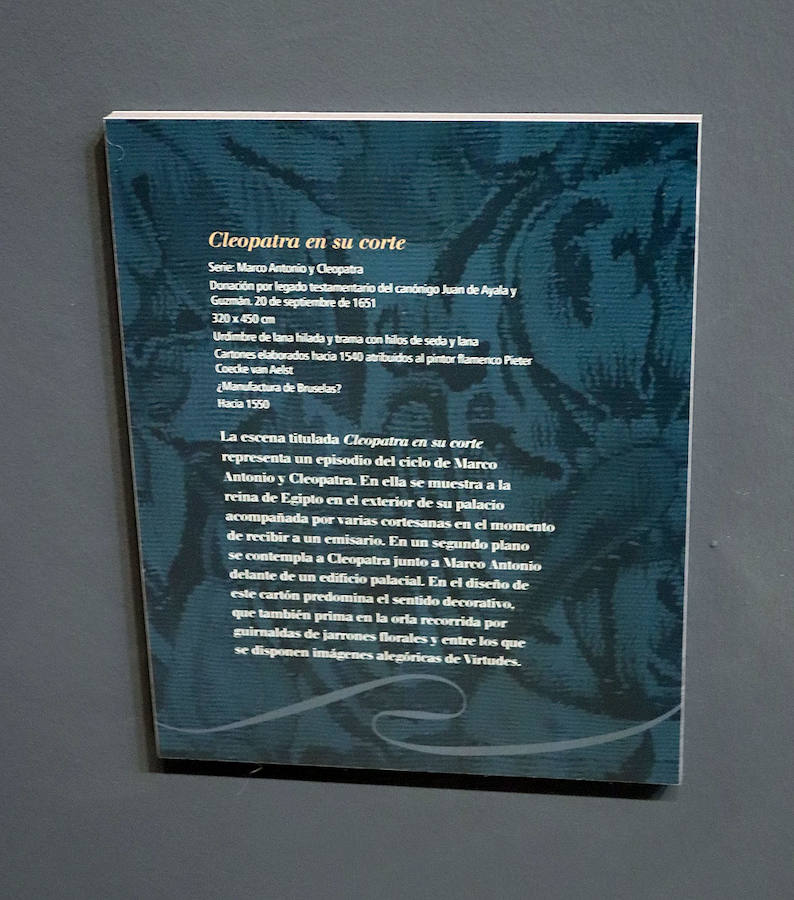 Cleopatra en su corte
Serie: Marco Antonio y Cleopatra
Donación por legado testamentario del canónigo Juan de Ayala y
Guzmán. 20 de septiembre de 1651
320 x 450 cm
Urdimbre de lana hilada y trama con hilos de seda y lana
Cartones elaborados hacia 1540 atribuidos al pintor flamenco Pieter
Coecke van Aelst
¿Manufactura de Bruselas?
Hacia 1550
La escena titulada Cleopatra en su corte
representa un episodio del ciclo de Marco
Antonio y Cleopatra. En ella se muestra a la
reina de Egipto en el exterior de su palacio
acompañada por varias cortesanas en el momento
de recibir a un emisario. En un segundo plano
se contempla a Cleopatra junto a Marco Antonio
delante de un edificio palacial. En el diseño de
este cartón predomina el sentido decorativo,
que también prima en la orla recorrida por
guirnaldas de jarrones florales y entre los que
se disponen imágenes alegóricas de Virtudes.